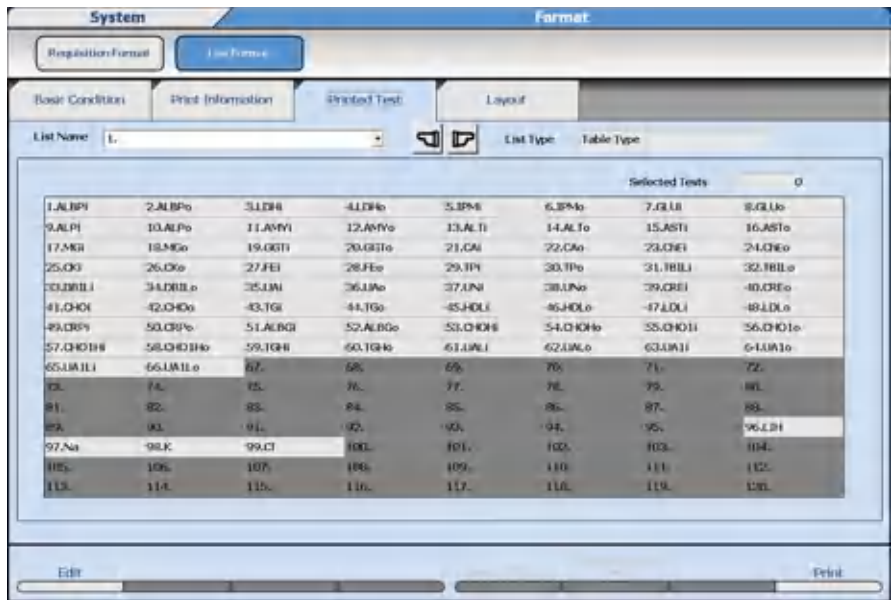 System Format
Requisition Format List Format
Basic Condition Print Information Printed Test Layout
List Name 1. List Type Table Type
Selected Tests 0
1.ALBPi 2.ALBPo 3.LDHi 4.LDHo 5.IPMi 6.IPMo 7.GLUi 8.GLUo
9.ALPi 10.ALPo 11.AMYi 12.AMYo 13.ALTi 14.ALTo 15.ASTi 16.ASTo
17.MGi 18.MGo 19.GGTi 20.GGTo 21.CAi 22.CAo 23.ChEi 24.ChEo
25.CKi 26.CKo 27.FEi 28.FEo 29.TPi 30.TPo 31.TBILi 32.TBILo
33.DBILi 34.DBILo 35.UAi 36.UAo 37.UNi 38.UNo 39.CREi 40.CREo
41.CHOi 42.CHOo 43.TGi 44.TGo 45.HDLi 46.HDLo 47.LDLi 48.LDLo
49.CRPi 50.CRPo 51.ALBGi 52.ALBGo 53.CHOHi 54.CHOHo 55.CHO1i 56.CHO1o
57.CHO1Hi 58.CHO1Ho 59.TGHi 60.TGHo 61.UALi 62.UALo 63.UA1i 64.UA1o
65.UA1Li 66.UA1Lo 67. 68. 69. 70. 71. 72.
73. 74. 75. 76. 77. 78. 79. 80.
81. 82. 83. 84. 85. 86. 87. 88.
89. 90. 91. 92. 93. 94. 95. 96.LIH
97.Na 98.K 99.Cl 100. 101. 102. 103. 104.
105. 106. 107. 108. 109. 110. 111. 112.
113. 114. 115. 116. 117. 118. 119. 120.
Edit Print